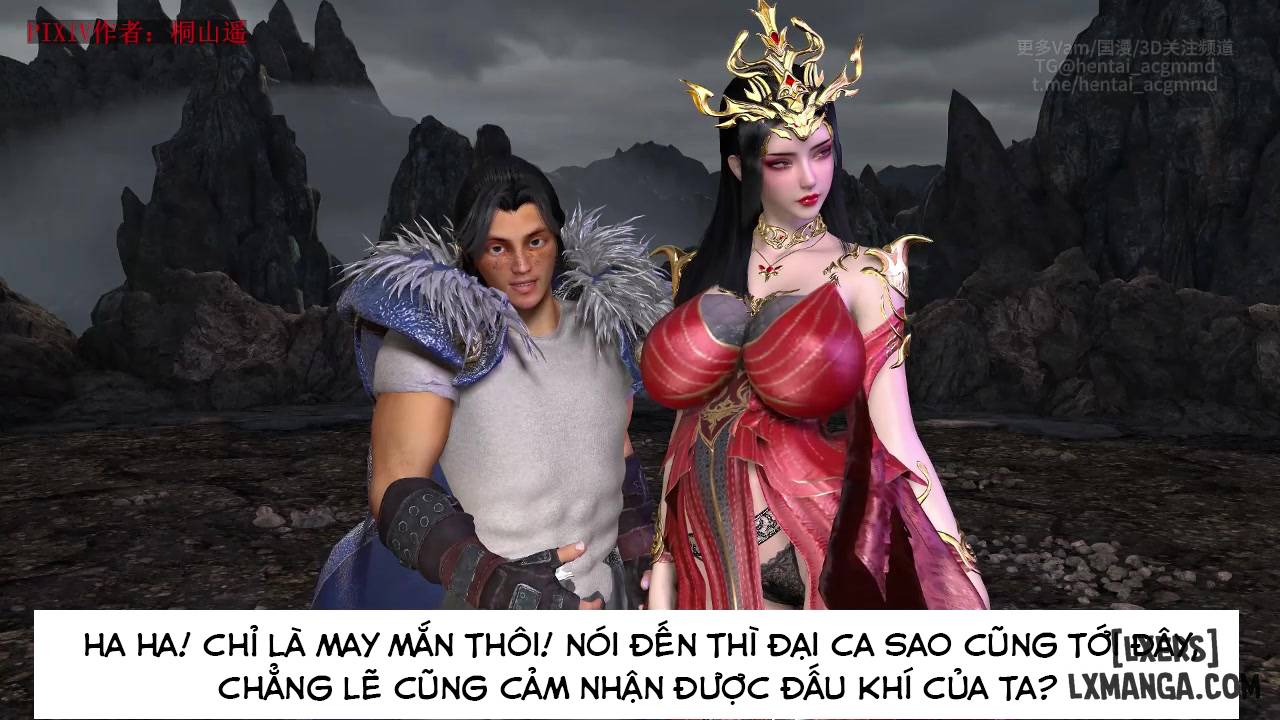 PIXIV作者：桐山遥
更多Vam/国漫/3D关注频道
TG@hentai_acgmmd
t.me/hentai_acgmmd
HA HA! CHỈ LÀ MAY MẮN THÔI! NÓI ĐẾN THÌ ĐẠI CA SAO CŨNG TỚI ĐÂY,
CHẲNG LẼ CŨNG CẢM NHẬN ĐƯỢC ĐẤU KHÍ CỦA TA?
LXMANGA.COM